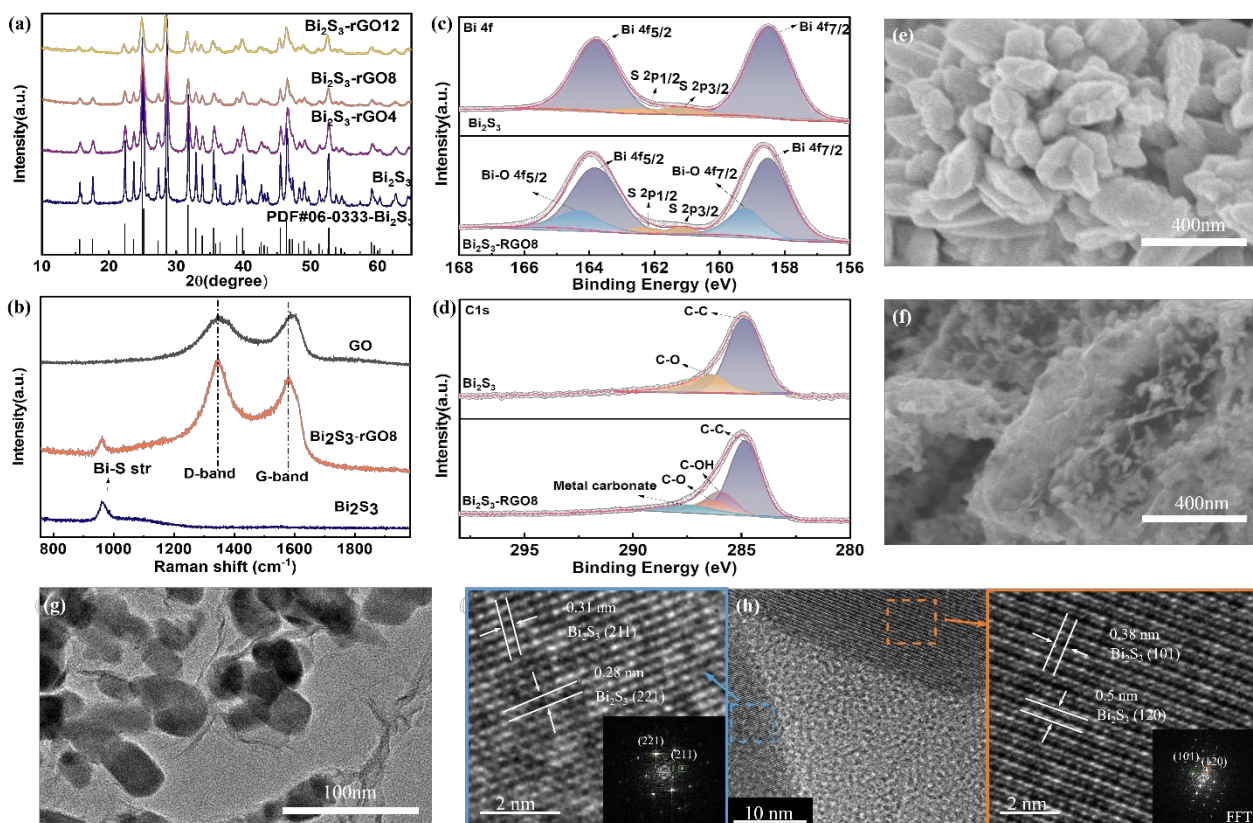 (a)
Bi₂S₃-rGO12
Bi₂S₃-rGO8
Bi₂S₃-rGO4
Bi₂S₃
PDF#06-0333-Bi₂S₃
Intensity(a.u.)
10 20 30 40 50 60
2θ(degree)
(b)
GO
Bi₂S₃-rGO8
Bi-S str
D-band
G-band
Bi₂S₃
Intensity(a.u.)
800 1000 1200 1400 1600 1800
Raman shift (cm⁻¹)
(c)
Bi 4f
Bi 4f₅/₂
Bi 4f₇/₂
S 2p₁/₂
S 2p₃/₂
Bi₂S₃
Bi 4f₅/₂
Bi 4f₇/₂
Bi-O 4f₅/₂
Bi-O 4f₇/₂
S 2p₁/₂
S 2p₃/₂
Bi₂S₃-RGO8
Intensity(a.u.)
168 166 164 162 160 158 156
Binding Energy (eV)
(d)
C1s
C-C
C-O
Bi₂S₃
C-C
C-OH
C-O
Metal carbonate
Bi₂S₃-RGO8
Intensity(a.u.)
295 290 285 280
Binding Energy (eV)
(e)
400nm
(f)
400nm
(g)
100nm
0.31 nm
Bi₂S₃ (211)
0.28 nm
Bi₂S₃ (221)
(221)
(211)
2 nm
(h)
10 nm
0.38 nm
Bi₂S₃ (101)
0.5 nm
Bi₂S₃ (120)
(101)
(120)
2 nm
FFT